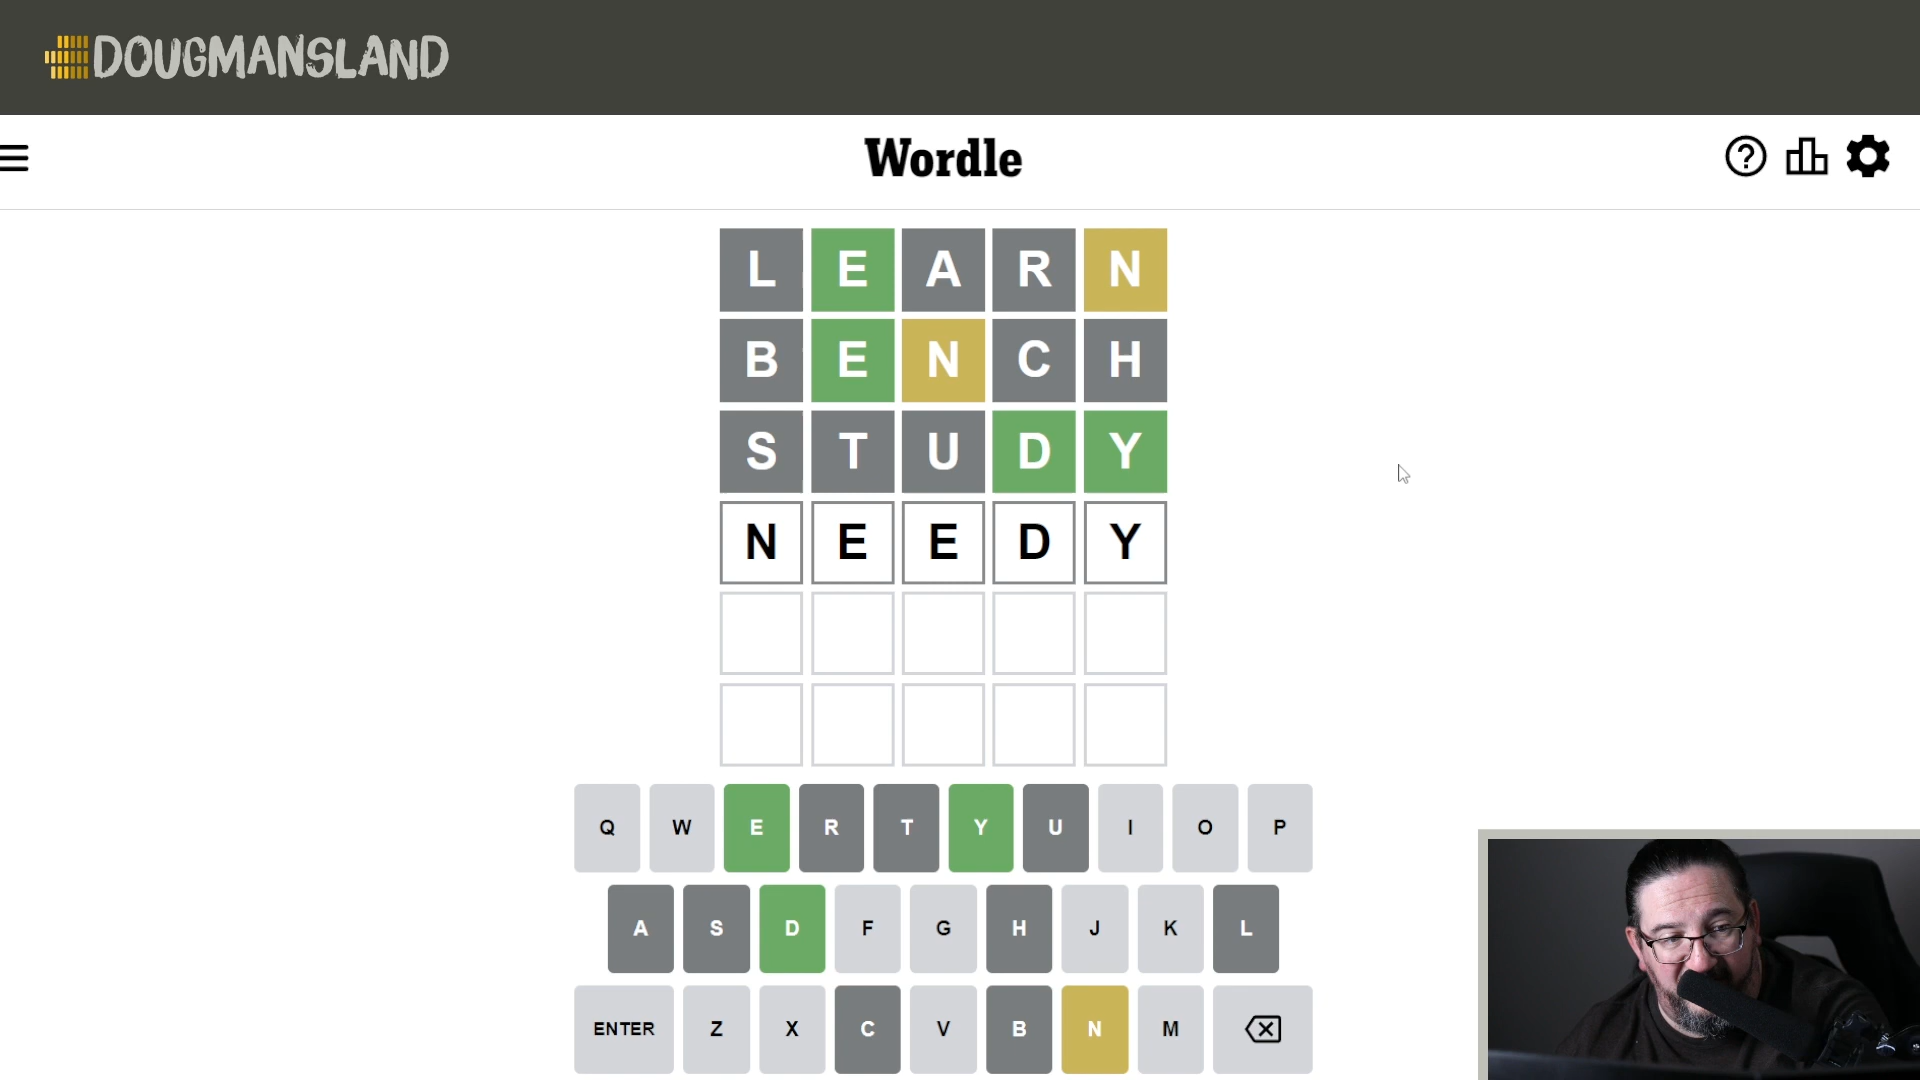 DOUGMANSLAND
Wordle
L E A R N
B E N C H
S T U D Y
N E E D Y
Q W E R T Y U I O P
A S D F G H J K L
ENTER Z X C V B N M